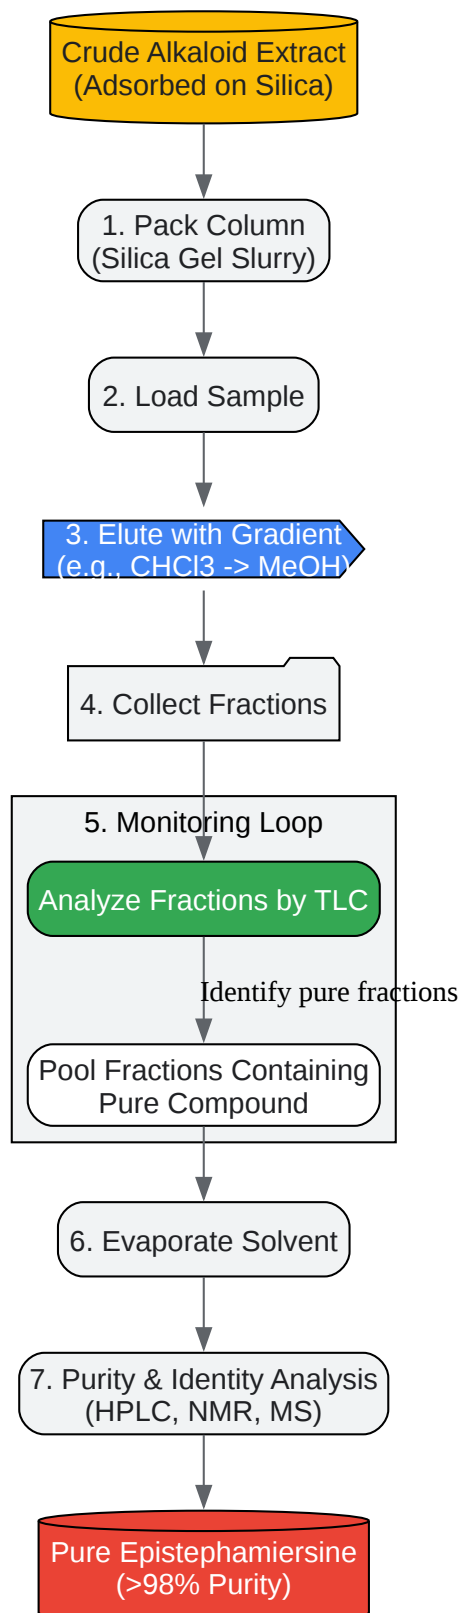 Crude Alkaloid Extract
(Adsorbed on Silica)
1. Pack Column
(Silica Gel Slurry)
2. Load Sample
3. Elute with Gradient
(e.g., CHCl3 -> MeOH)
4. Collect Fractions
5. Monitoring Loop
Analyze Fractions by TLC
Identify pure fractions
Pool Fractions Containing
Pure Compound
6. Evaporate Solvent
7. Purity & Identity Analysis
(HPLC, NMR, MS)
Pure Epistephamiersine
(>98% Purity)